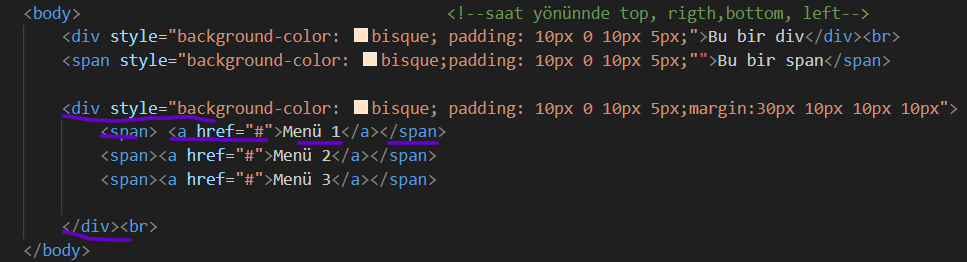 <body> <!--saat yönünnde top, rigth,bottom, left-->
<div style="background-color: bisque; padding: 10px 0 10px 5px;">Bu bir div</div><br>
<span style="background-color: bisque;padding: 10px 0 10px 5px;"">Bu bir span</span>
<div style="background-color: bisque; padding: 10px 0 10px 5px;margin:30px 10px 10px 10px">
<span> <a href="#">Menü 1</a></span>
<span><a href="#">Menü 2</a></span>
<span><a href="#">Menü 3</a></span>
</div><br>
</body>